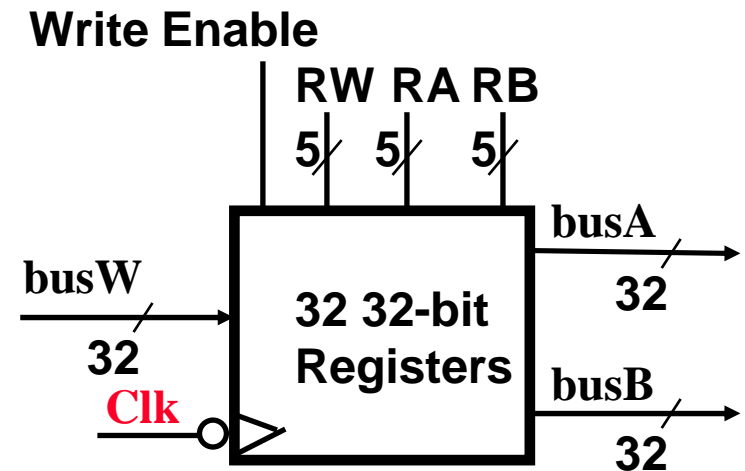 Write Enable
RW RA RB
5 5 5
busA
busW
32
32 32-bit
32
Registers
Clk
busB
32